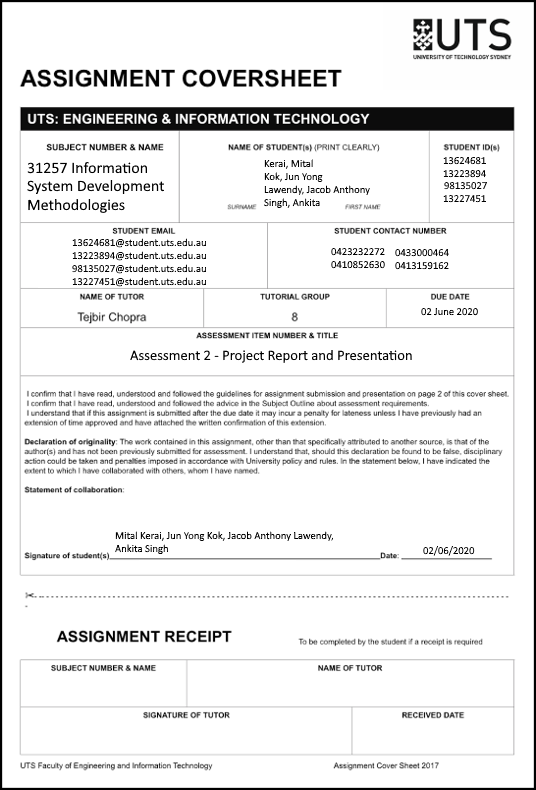 UTS
UNIVERSITY OF TECHNOLOGY SYDNEY
ASSIGNMENT COVERSHEET
UTS: ENGINEERING & INFORMATION TECHNOLOGY
SUBJECT NUMBER & NAME
31257 Information
System Development
Methodologies
NAME OF STUDENT(s) (PRINT CLEARLY)
Kerai, Mital
Kok, Jun Yong
Lawendy, Jacob Anthony
Singh, Ankita
SURNAME FIRST NAME
STUDENT ID(s)
13624681
13223894
98135027
13227451
STUDENT EMAIL
13624681@student.uts.edu.au
13223894@student.uts.edu.au
98135027@student.uts.edu.au
13227451@student.uts.edu.au
STUDENT CONTACT NUMBER
0423232272 0433000464
0410852630 0413159162
NAME OF TUTOR
Tejbir Chopra
TUTORIAL GROUP
8
DUE DATE
02 June 2020
ASSESSMENT ITEM NUMBER & TITLE
Assessment 2 - Project Report and Presentation
I confirm that I have read, understood and followed the guidelines for assignment submission and presentation on page 2 of this cover sheet.
I confirm that I have read, understood and followed the advice in the Subject Outline about assessment requirements.
I understand that if this assignment is submitted after the due date it may incur a penalty for lateness unless I have previously had an
extension of time approved and have attached the written confirmation of this extension.
Declaration of originality: The work contained in this assignment, other than that specifically attributed to another source, is that of the
author(s) and has not been previously submitted for assessment. I understand that, should this declaration be found to be false, disciplinary
action could be taken and penalties imposed in accordance with University policy and rules. In the statement below, I have indicated the
extent to which I have collaborated with others, whom I have named.
Statement of collaboration:
Mital Kerai, Jun Yong Kok, Jacob Anthony Lawendy,
Ankita Singh
Signature of student(s) Date: 02/06/2020
ASSIGNMENT RECEIPT
To be completed by the student if a receipt is required
SUBJECT NUMBER & NAME
NAME OF TUTOR
SIGNATURE OF TUTOR
RECEIVED DATE
UTS Faculty of Engineering and Information Technology
Assignment Cover Sheet 2017